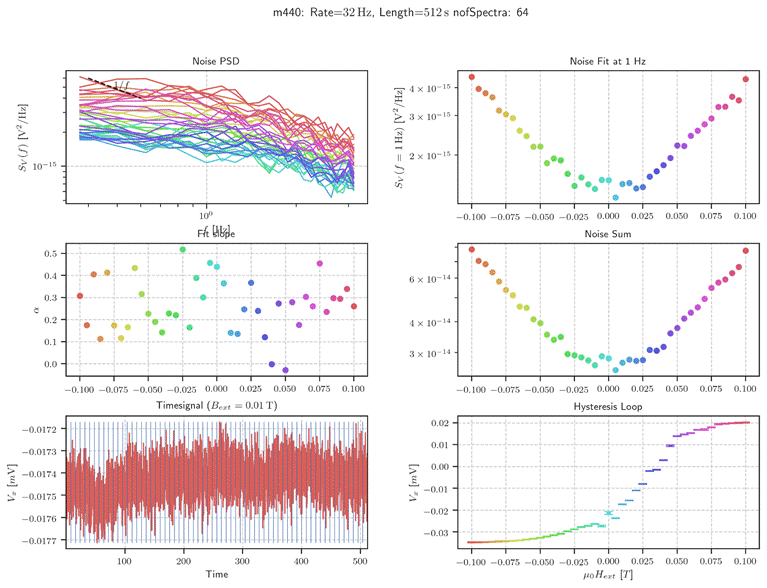 m440: Rate=32 Hz, Length=512 s nofSpectra: 64
Noise PSD
S_V(f) [V²/Hz]
10⁻¹⁵
1/f
10⁰
f [Hz]
Noise Fit at 1 Hz
S_V(f = 1 Hz) [V²/Hz]
4 × 10⁻¹⁵
3 × 10⁻¹⁵
2 × 10⁻¹⁵
−0.100 −0.075 −0.050 −0.025 0.000 0.025 0.050 0.075 0.100
Fit slope
α
0.5
0.4
0.3
0.2
0.1
0.0
−0.100 −0.075 −0.050 −0.025 0.000 0.025 0.050 0.075 0.100
Noise Sum
6 × 10⁻¹⁴
4 × 10⁻¹⁴
3 × 10⁻¹⁴
−0.100 −0.075 −0.050 −0.025 0.000 0.025 0.050 0.075 0.100
Timesignal (B_ext = 0.01 T)
V_x [mV]
−0.0172
−0.0173
−0.0174
−0.0175
−0.0176
−0.0177
100 200 300 400 500
Time
Hysteresis Loop
V_x [mV]
0.02
0.01
0.00
−0.01
−0.02
−0.03
−0.100 −0.075 −0.050 −0.025 0.000 0.025 0.050 0.075 0.100
μ₀H_ext [T]